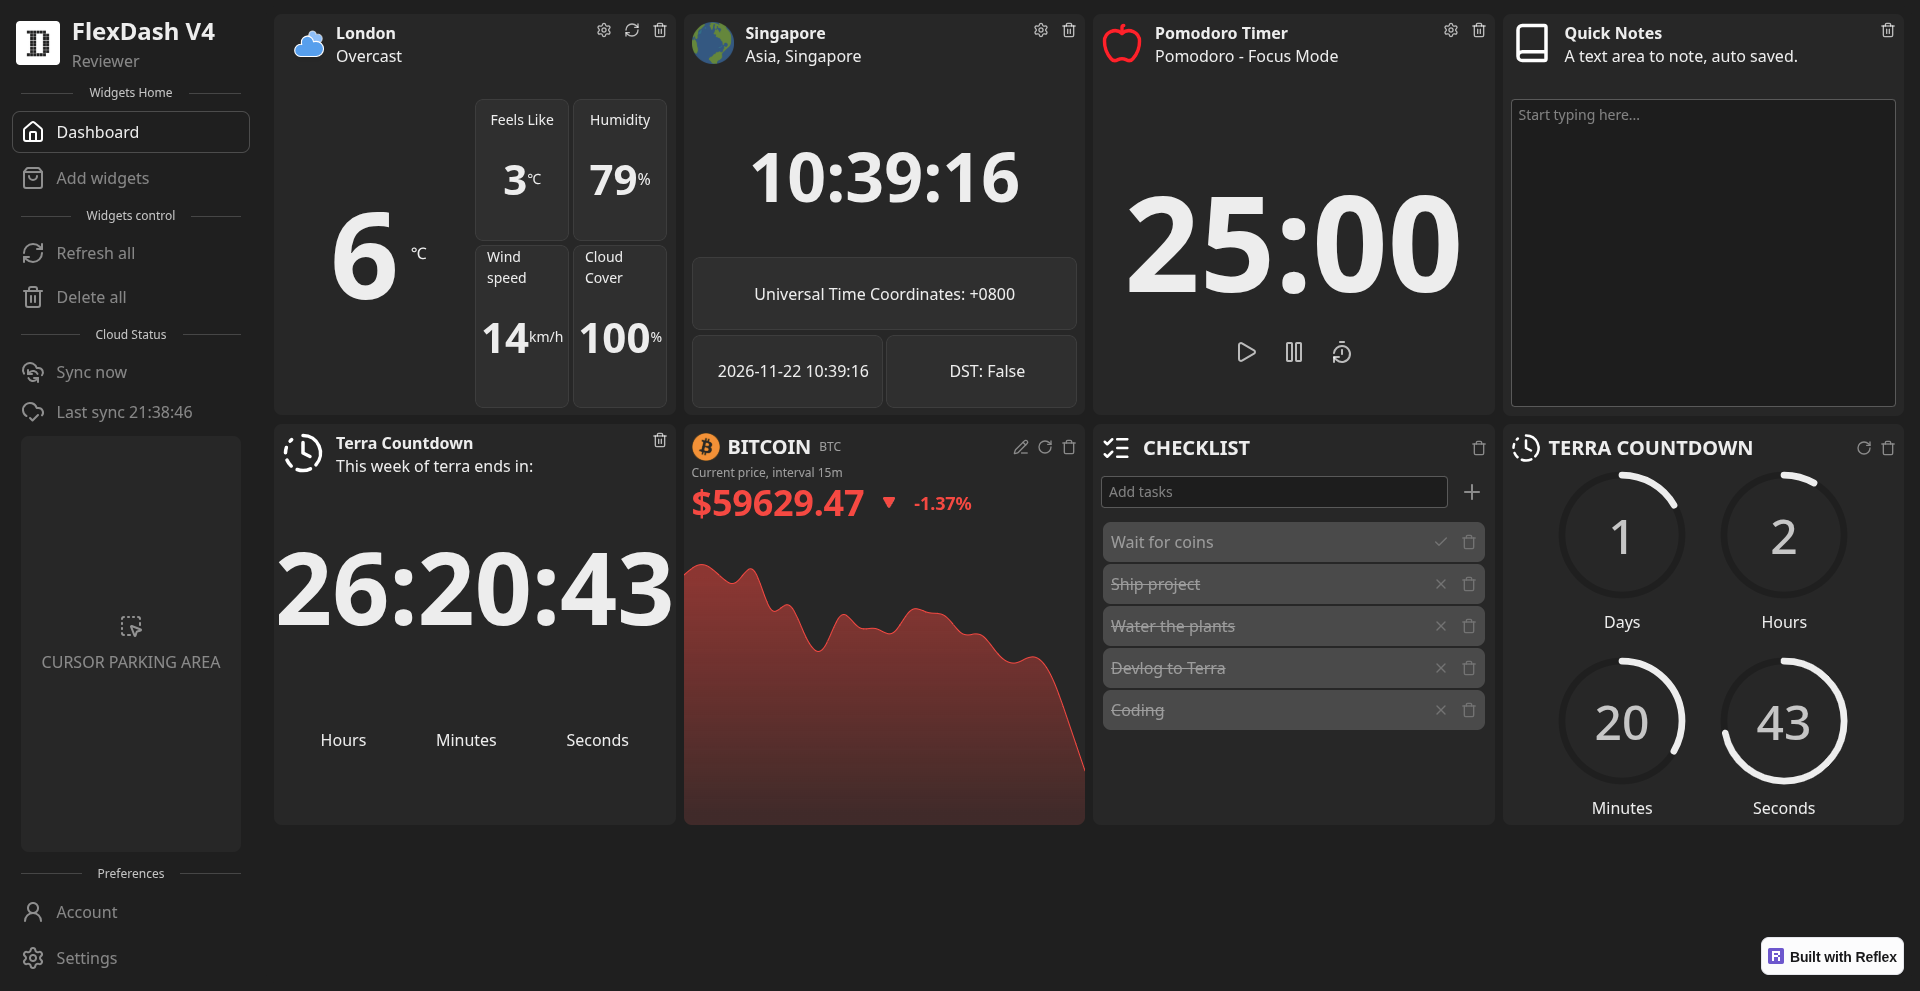 FlexDash V4
Reviewer
Widgets Home
Dashboard
Add widgets
Widgets control
Refresh all
Delete all
Cloud Status
Sync now
Last sync 21:38:46
CURSOR PARKING AREA
Preferences
Account
Settings
London
Overcast
6 °C
Feels Like
3°C
Humidity
79%
Wind
speed
14km/h
Cloud
Cover
100%
Singapore
Asia, Singapore
10:39:16
Universal Time Coordinates: +0800
2026-11-22 10:39:16
DST: False
Pomodoro Timer
Pomodoro - Focus Mode
25:00
Quick Notes
A text area to note, auto saved.
Start typing here...
Terra Countdown
This week of terra ends in:
26:20:43
Hours Minutes Seconds
BITCOIN BTC
Current price, interval 15m
$59629.47 ▼ -1.37%
CHECKLIST
Add tasks
Wait for coins
Ship project
Water the plants
Devlog to Terra
Coding
TERRA COUNTDOWN
1
Days
2
Hours
20
Minutes
43
Seconds
Built with Reflex